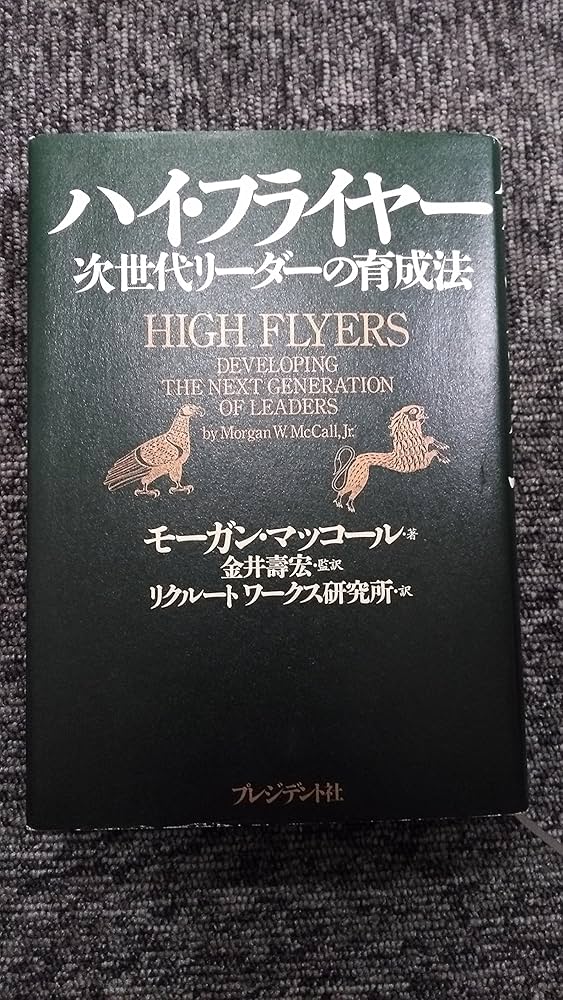 ハイ・フライヤー
次世代リーダーの育成法
HIGH FLYERS
DEVELOPING
THE NEXT GENERATION
OF LEADERS
by Morgan W. McCall, Jr.
モーガン・マッコール・著
金井壽宏・監訳
リクルート ワークス研究所・訳
プレジデント社